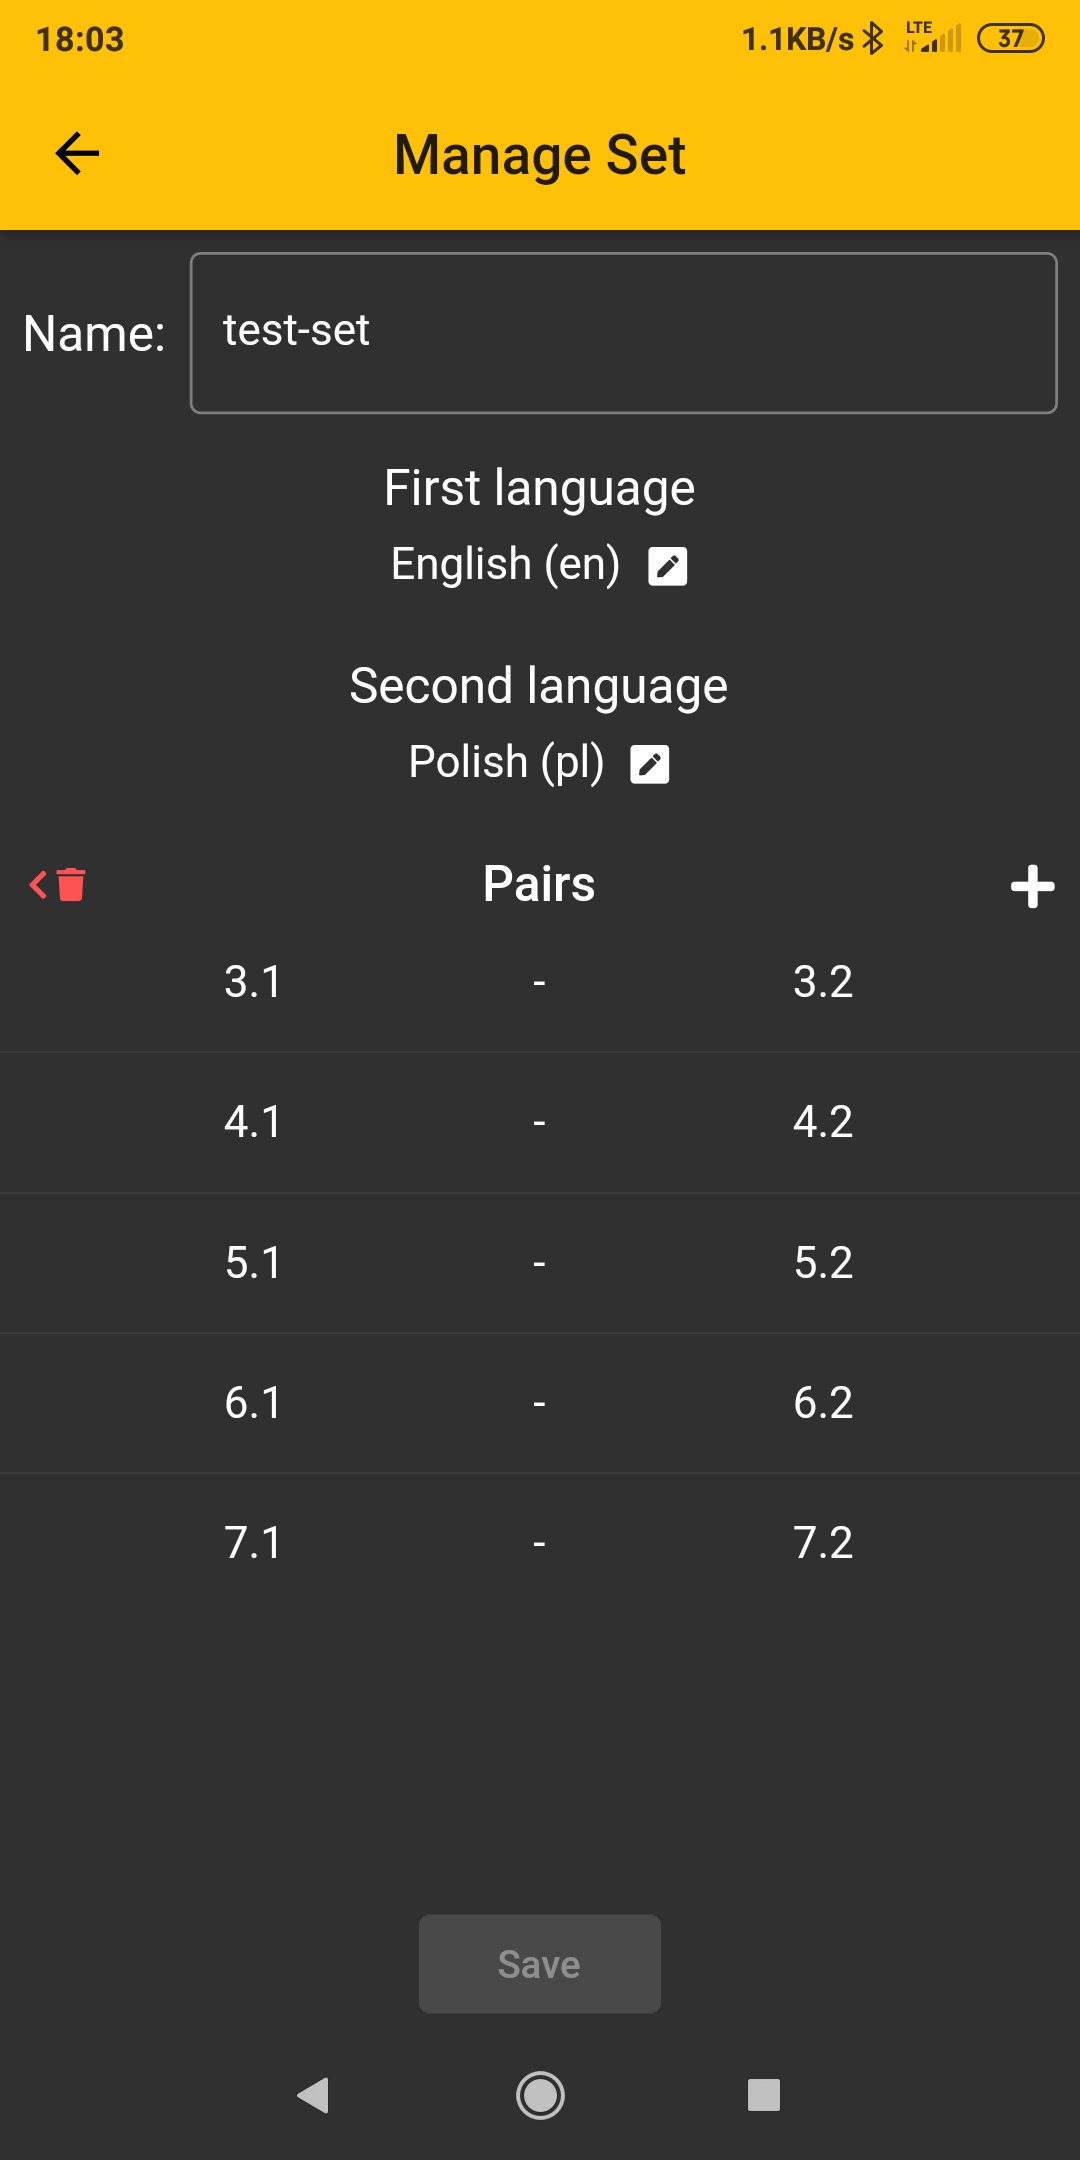 18:03 1.1KB/s LTE 37
Manage Set
Name: test-set
First language
English (en)
Second language
Polish (pl)
Pairs
3.1 - 3.2
4.1 - 4.2
5.1 - 5.2
6.1 - 6.2
7.1 - 7.2
Save